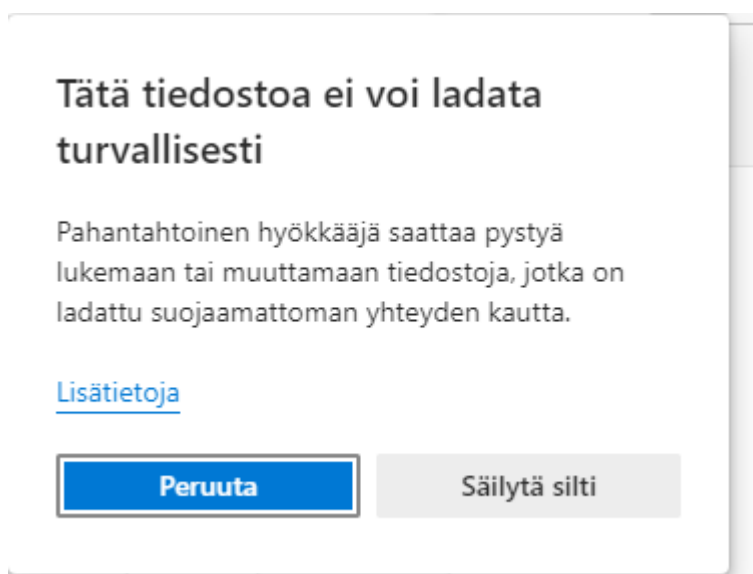 Tätä tiedostoa ei voi ladata
turvallisesti
Pahantahtoinen hyökkääjä saattaa pystyä
lukemaan tai muuttamaan tiedostoja, jotka on
ladattu suojaamattoman yhteyden kautta.
Lisätietoja
Peruuta
Säilytä silti